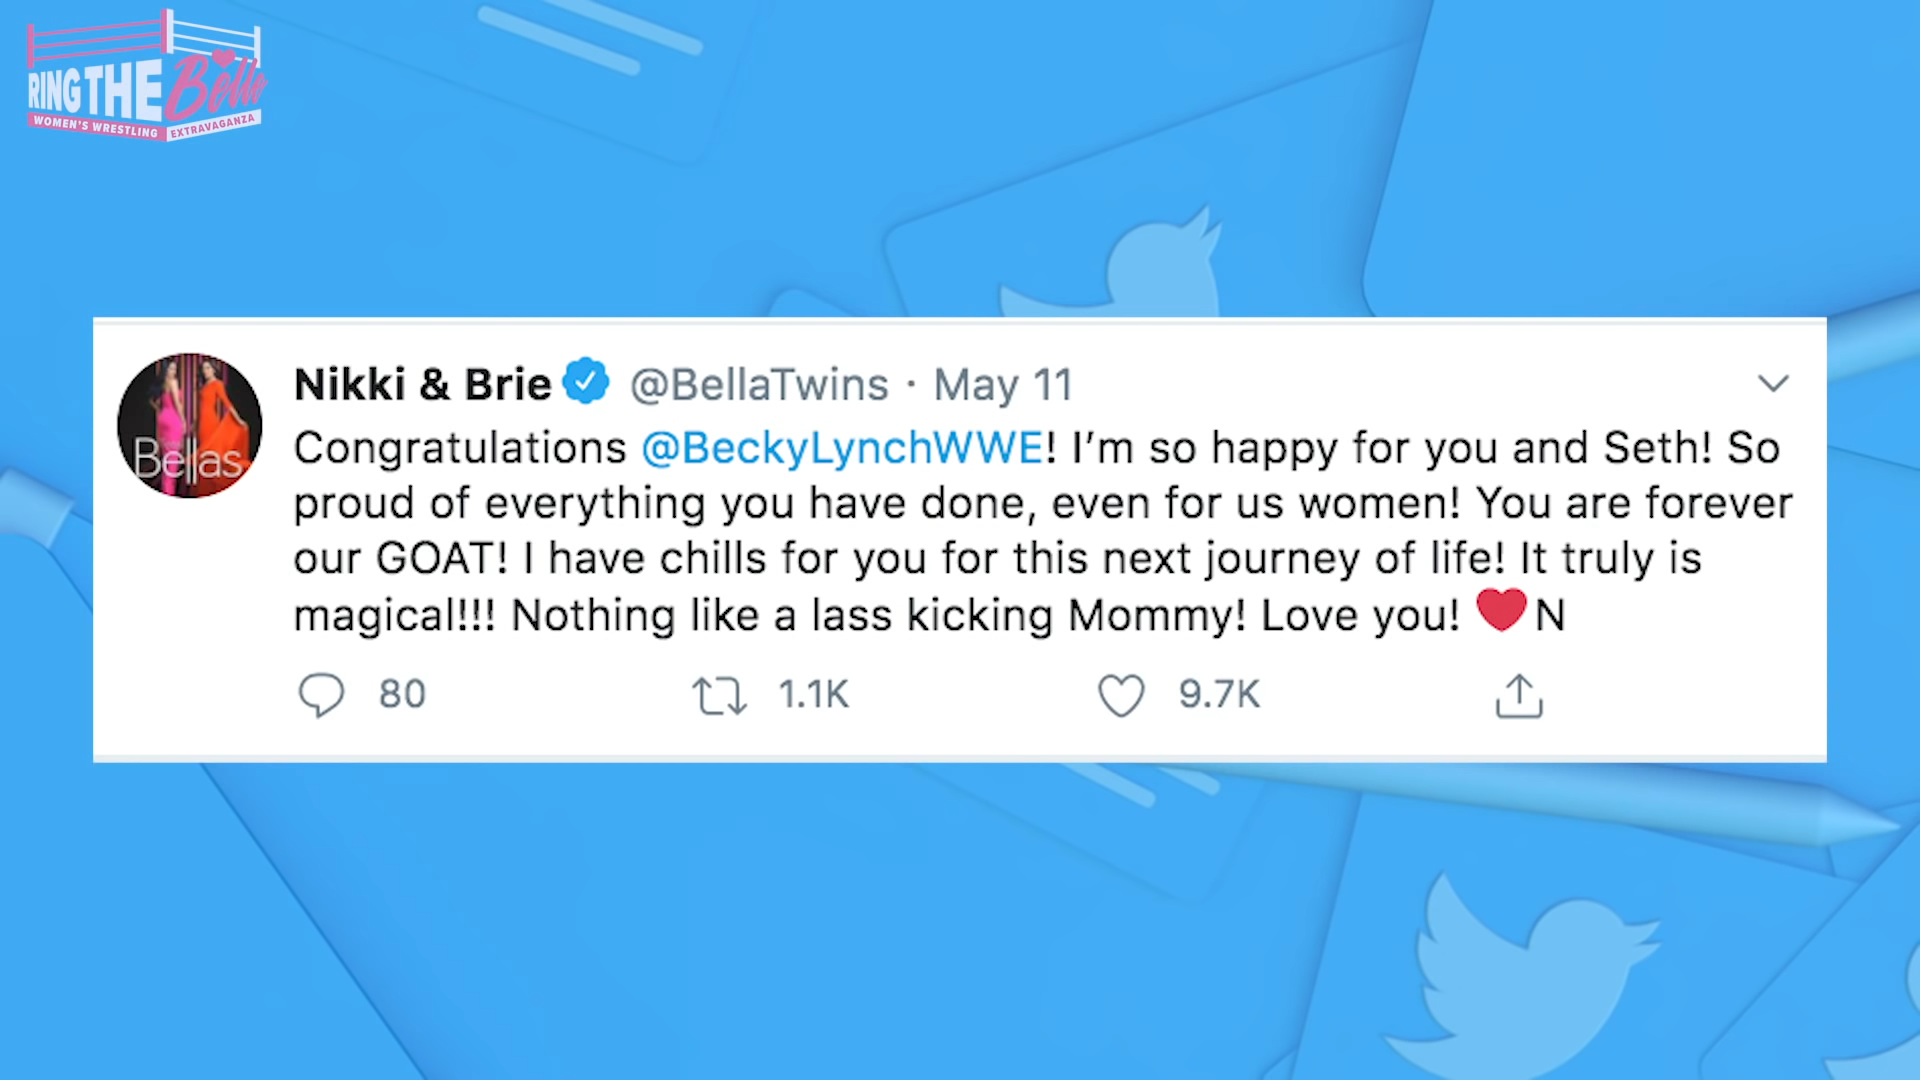 RING THE Belle
WOMEN'S WRESTLING EXTRAVAGANZA
Nikki & Brie @BellaTwins · May 11
Bellas
Congratulations @BeckyLynchWWE! I’m so happy for you and Seth! So
proud of everything you have done, even for us women! You are forever
our GOAT! I have chills for you for this next journey of life! It truly is
magical!!! Nothing like a lass kicking Mommy! Love you! ❤️ N
80 1.1K 9.7K